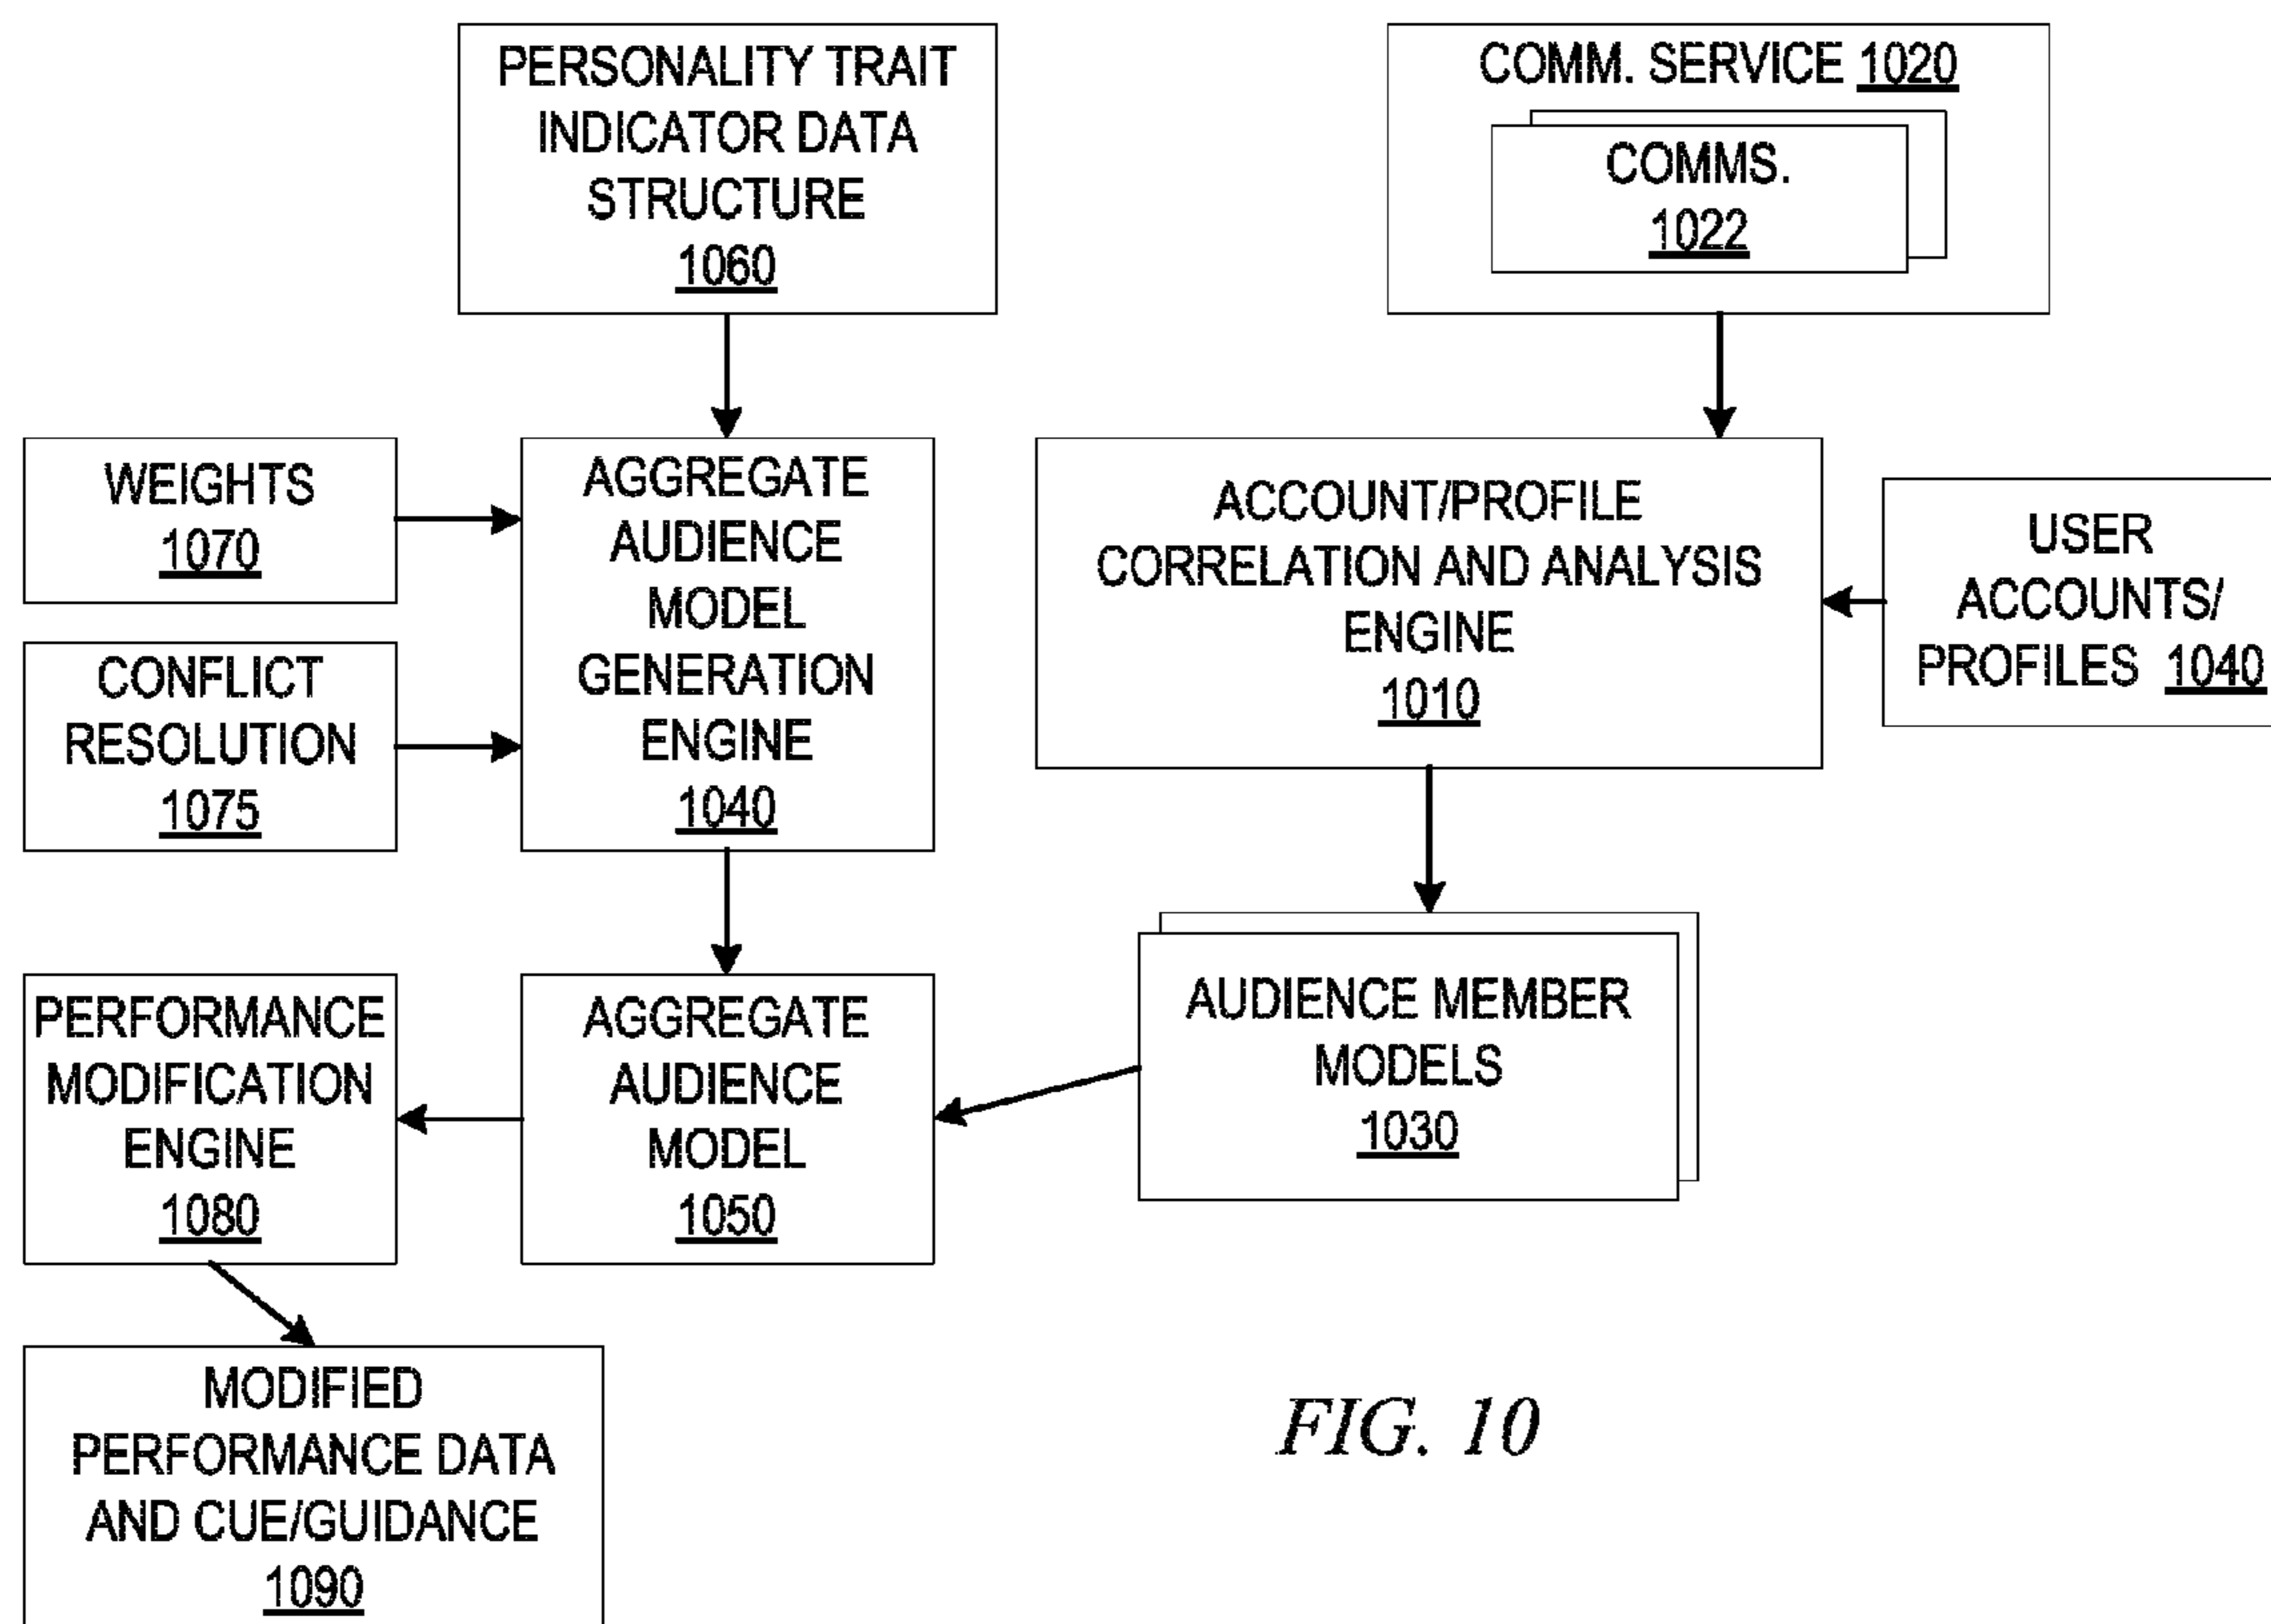 PERSONALITY TRAIT
INDICATOR DATA
STRUCTURE
1060
COMM. SERVICE 1020
COMMS.
1022
WEIGHTS
1070
CONFLICT
RESOLUTION
1075
AGGREGATE
AUDIENCE
MODEL
GENERATION
ENGINE
1040
ACCOUNT/PROFILE
CORRELATION AND ANALYSIS
ENGINE
1010
USER
ACCOUNTS/
PROFILES 1040
PERFORMANCE
MODIFICATION
ENGINE
1080
AGGREGATE
AUDIENCE
MODEL
1050
AUDIENCE MEMBER
MODELS
1030
MODIFIED
PERFORMANCE DATA
AND CUE/GUIDANCE
1090
FIG. 10